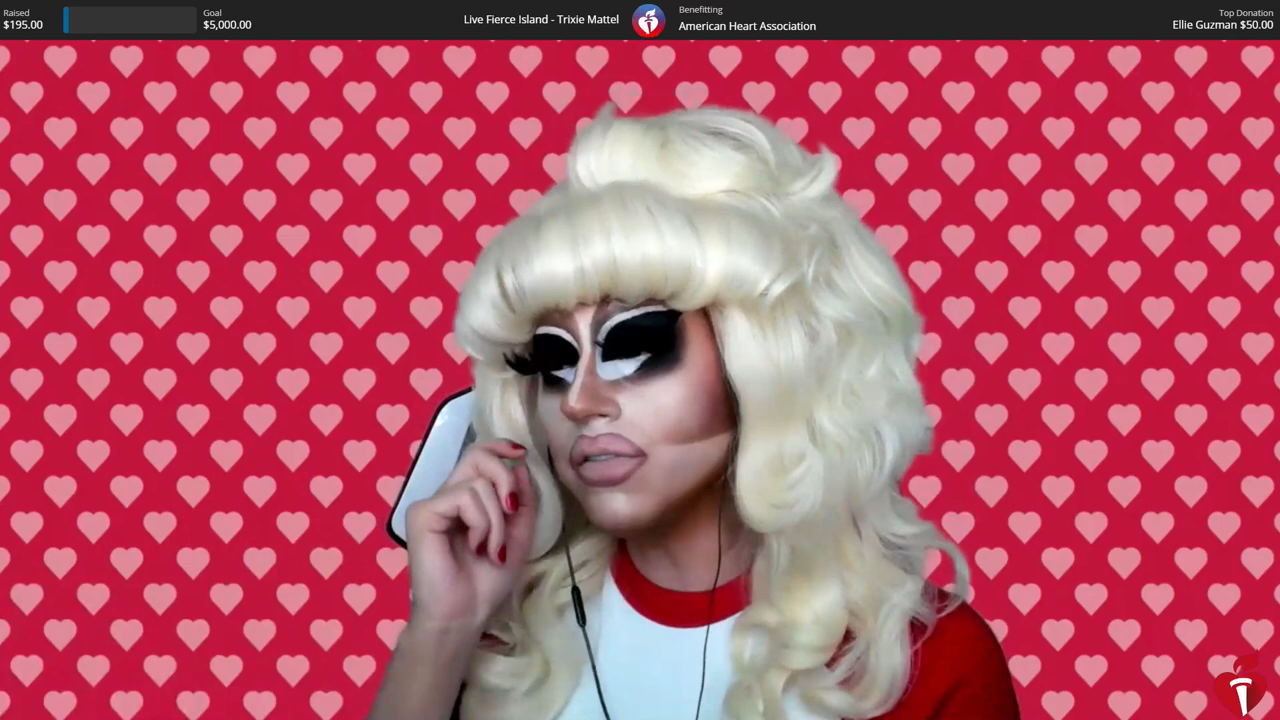 Raised
$195.00
Goal
$5,000.00
Live Fierce Island - Trixie Mattel
Benefitting
American Heart Association
Top Donation
Ellie Guzman $50.00